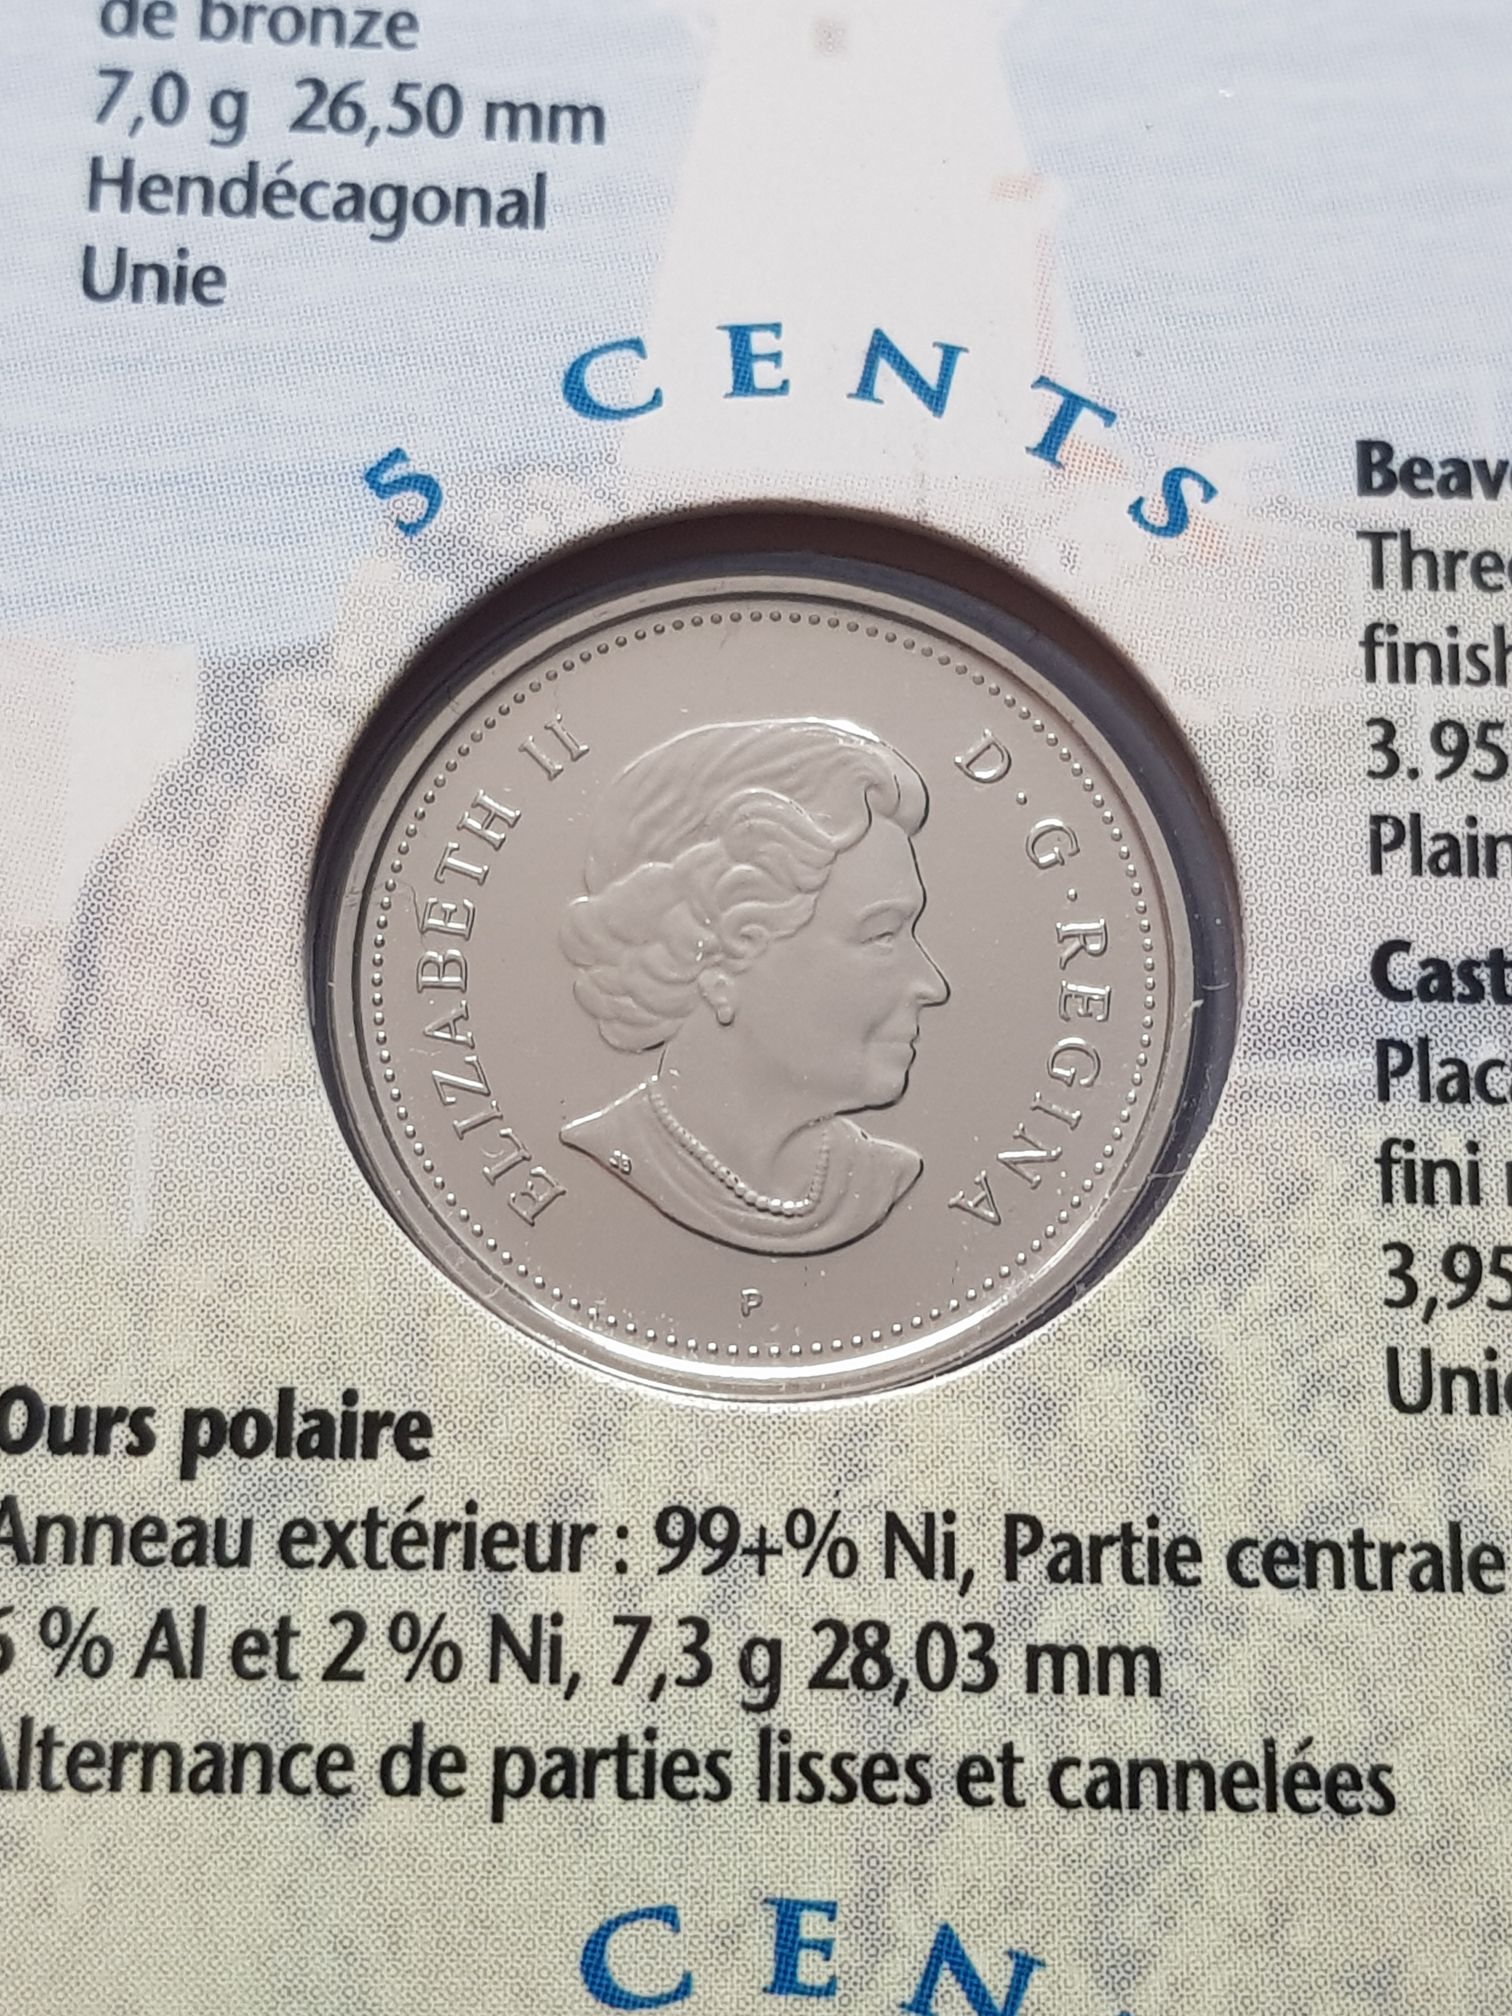 de bronze
7,0 g 26,50 mm
Hendécagonal
Unie
5 CENTS
Beav
Thre
finish
3.95
Plain
Cast
Plac
fini
3,95
Unie
ELIZABETH II D·G·REGINA
P
Ours polaire
Anneau extérieur : 99+% Ni, Partie centrale
% Al et 2 % Ni, 7,3 g 28,03 mm
Alternance de parties lisses et cannelées
CEN